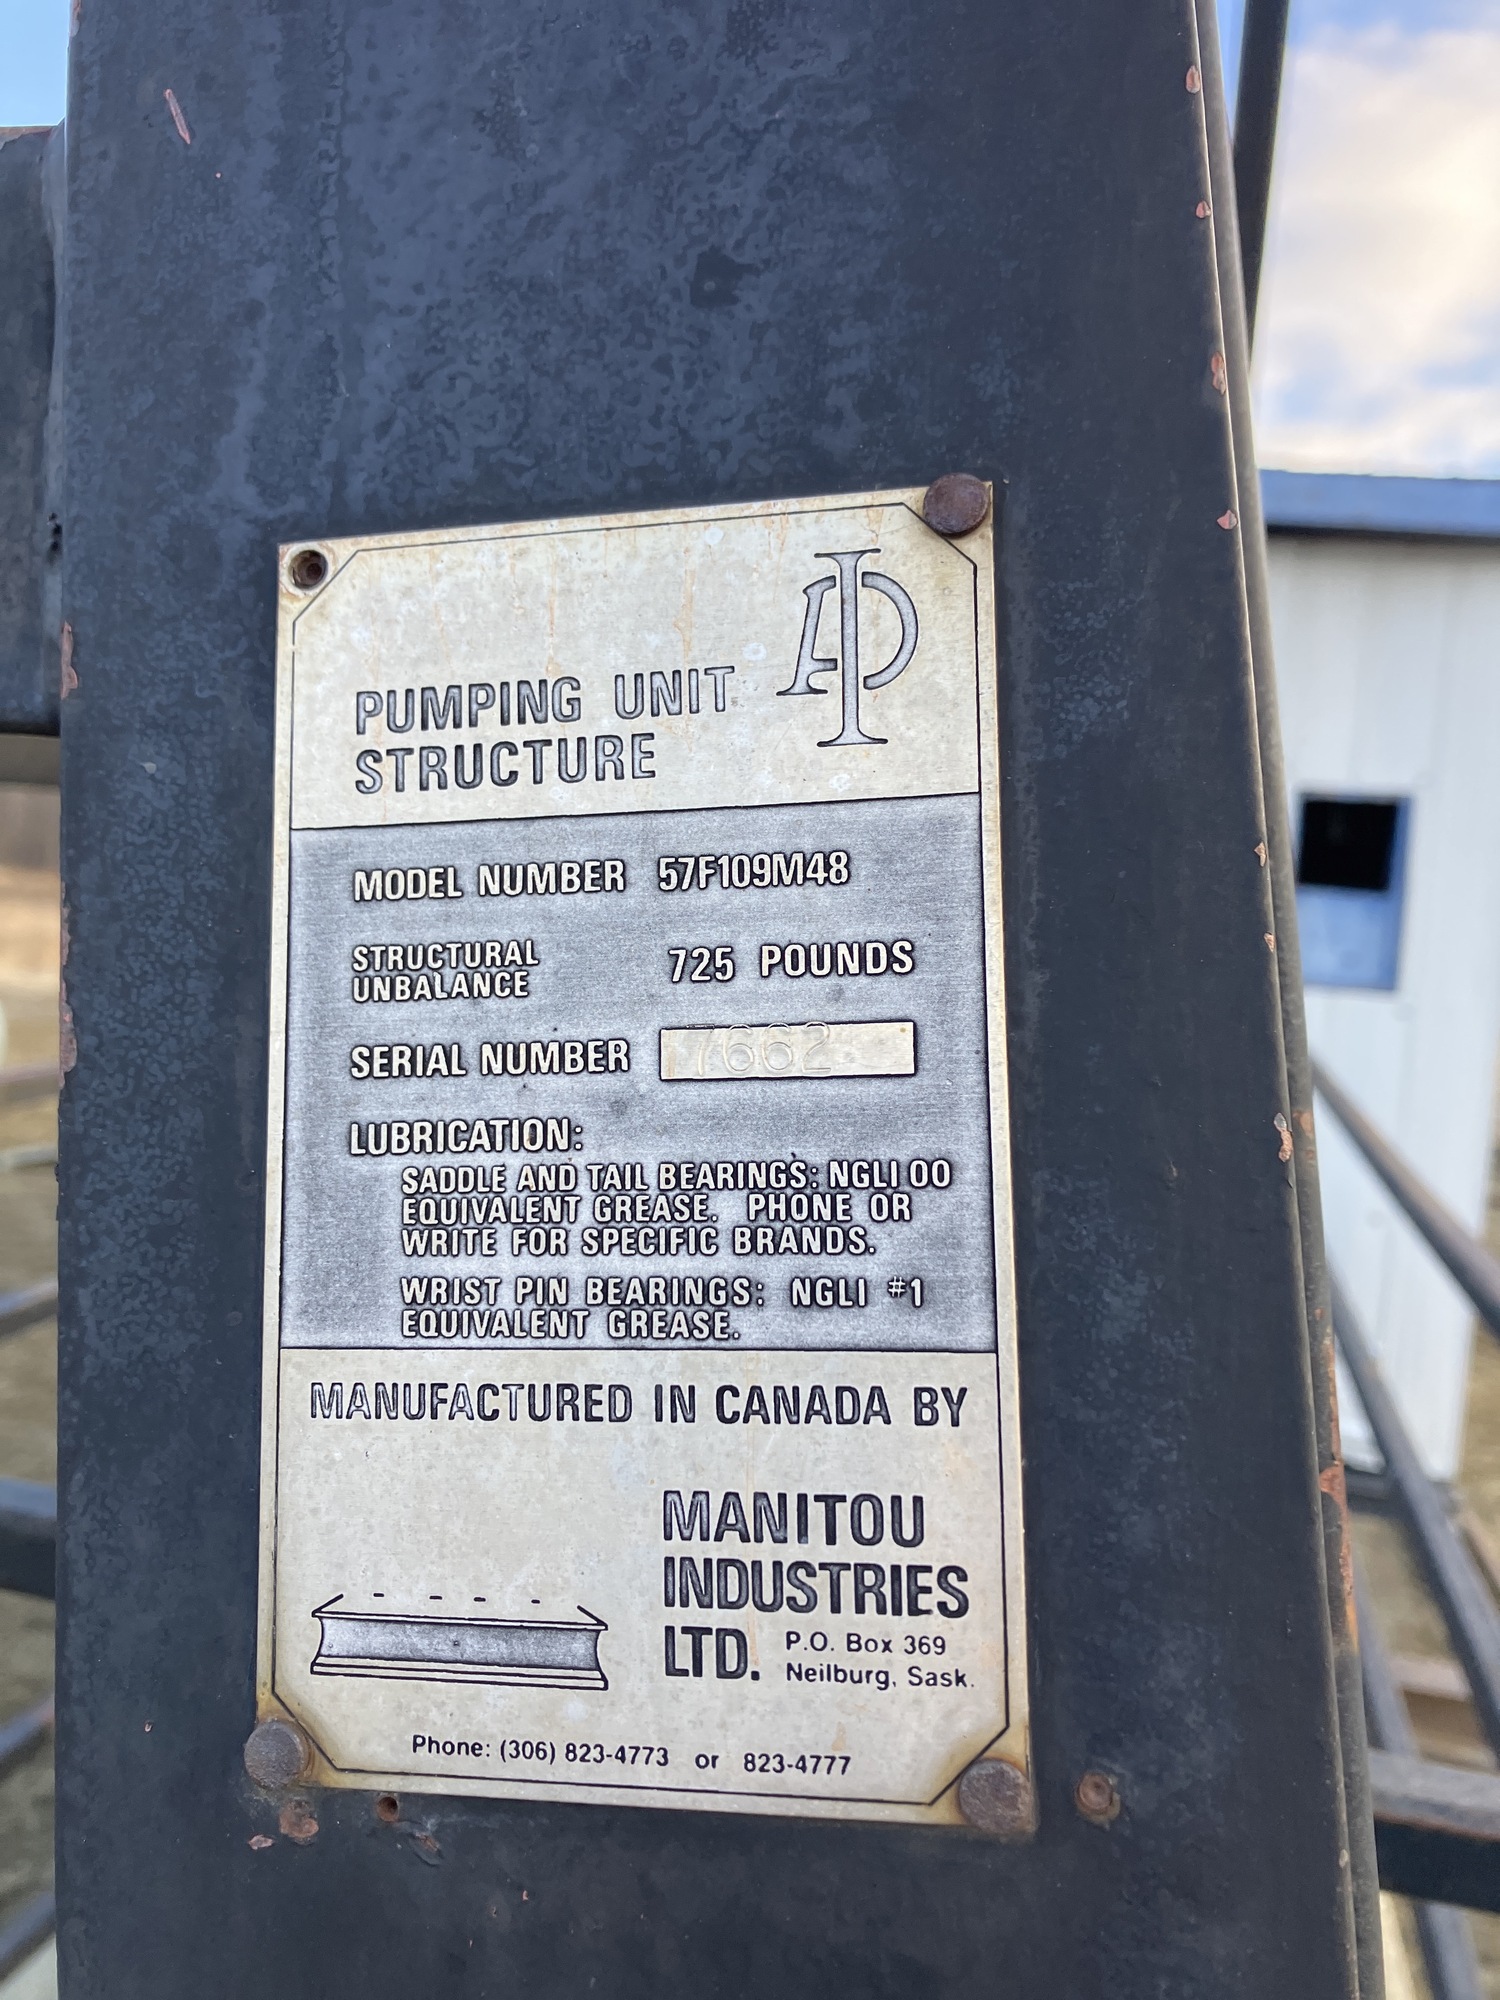 API
PUMPING UNIT
STRUCTURE
MODEL NUMBER 57F109M48
STRUCTURAL
UNBALANCE 725 POUNDS
SERIAL NUMBER 7662
LUBRICATION:
SADDLE AND TAIL BEARINGS: NGLI 00
EQUIVALENT GREASE. PHONE OR
WRITE FOR SPECIFIC BRANDS.
WRIST PIN BEARINGS: NGLI #1
EQUIVALENT GREASE.
MANUFACTURED IN CANADA BY
MANITOU
INDUSTRIES
LTD. P.O. Box 369
Neilburg, Sask.
Phone: (306) 823-4773 or 823-4777